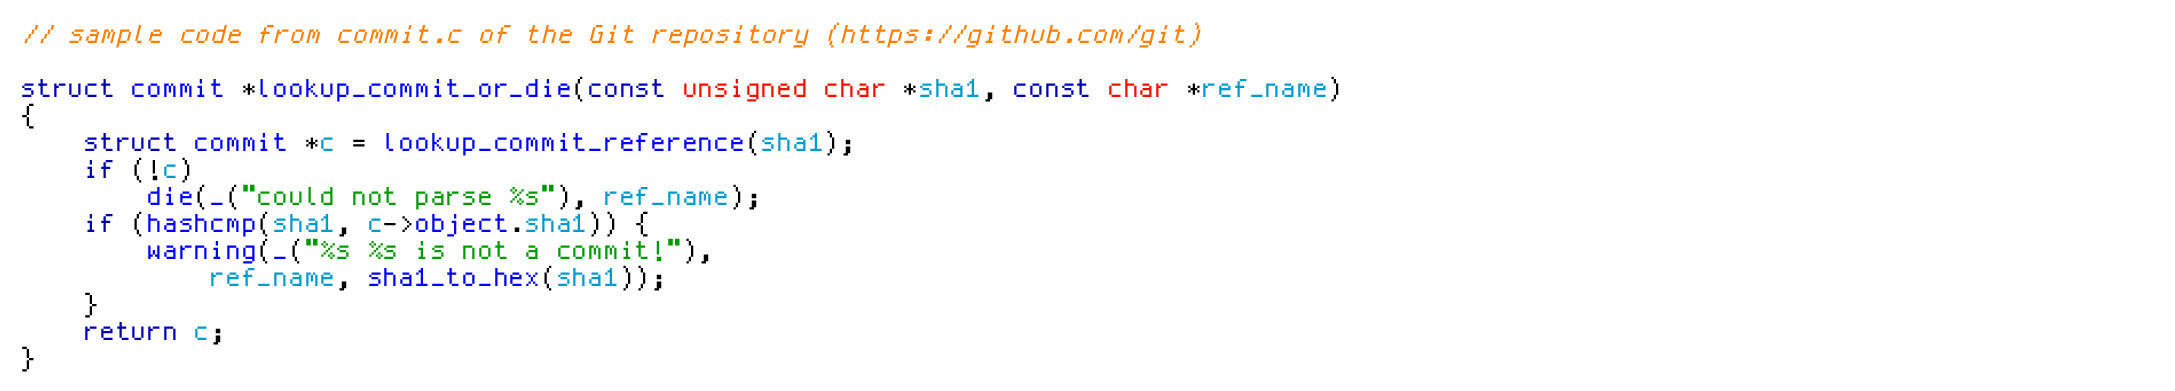 // sample code from commit.c of the Git repository (https://github.com/git)

struct commit *lookup_commit_or_die(const unsigned char *sha1, const char *ref_name)
{
    struct commit *c = lookup_commit_reference(sha1);
    if (!c)
        die(_("could not parse %s"), ref_name);
    if (hashcmp(sha1, c->object.sha1)) {
        warning(_("%s %s is not a commit!"),
            ref_name, sha1_to_hex(sha1));
    }
    return c;
}